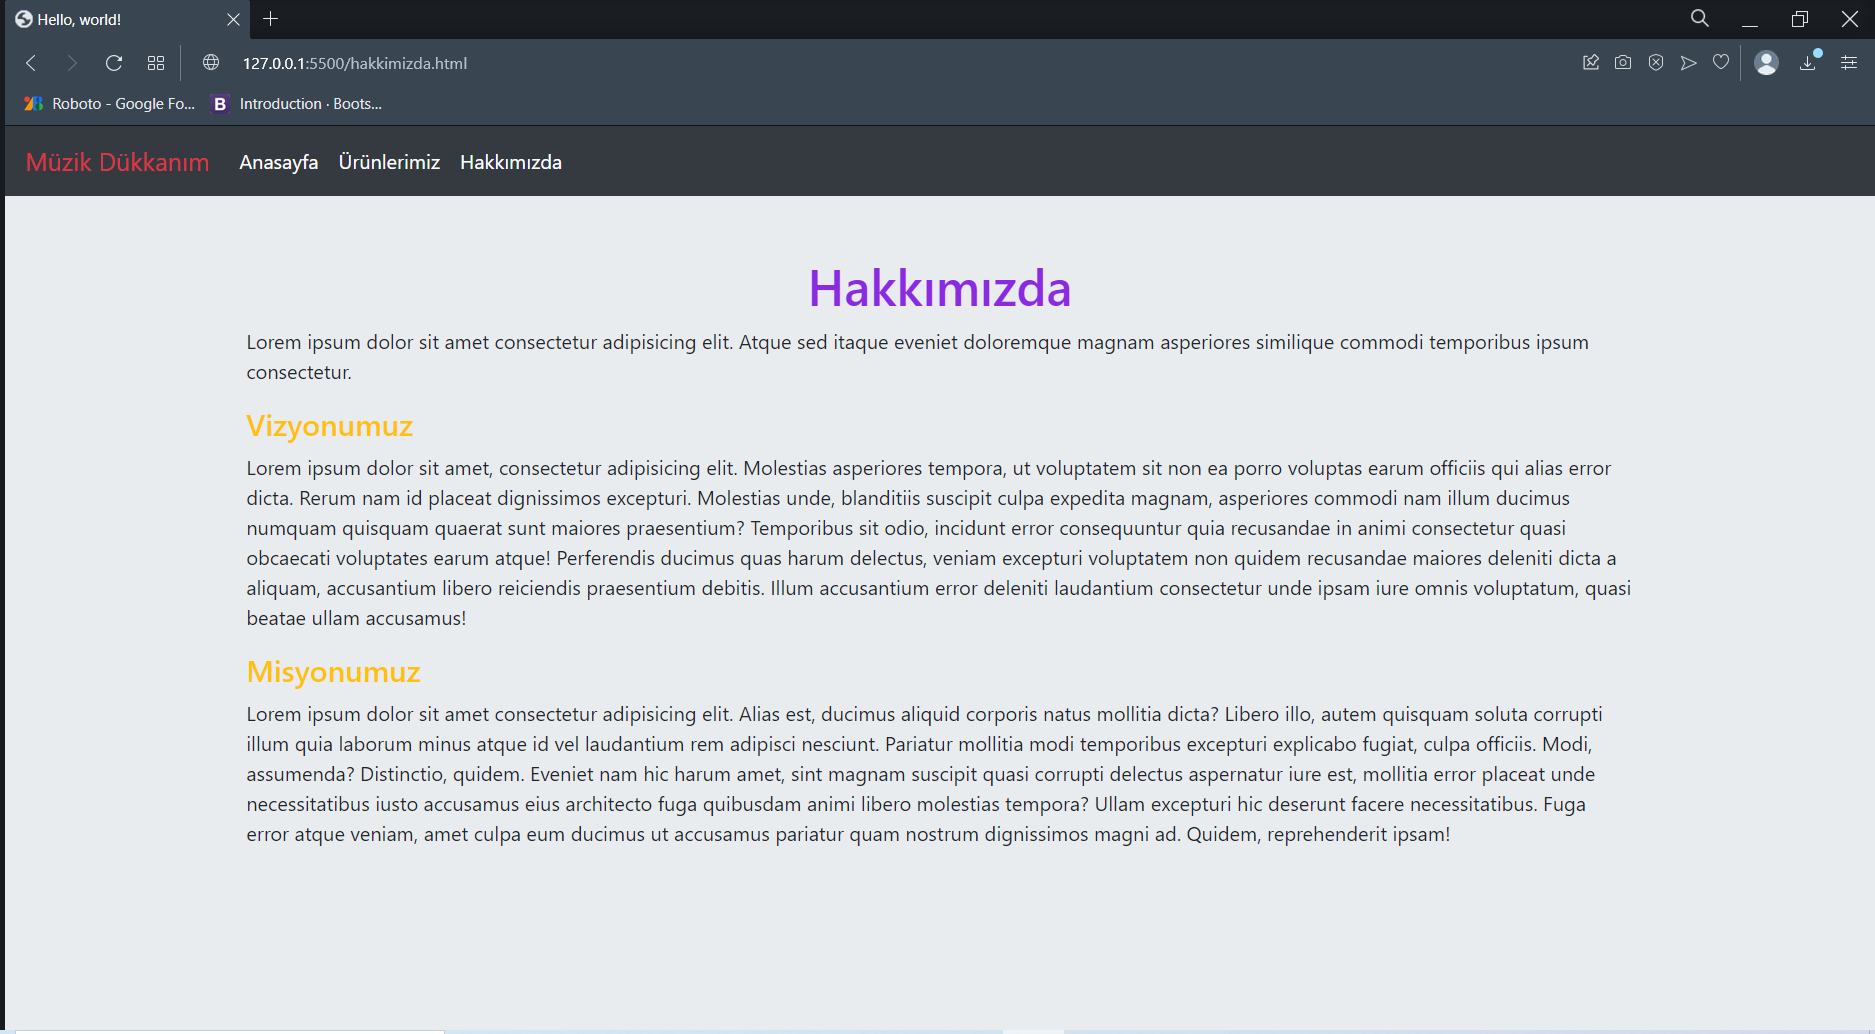 Hello, world!
127.0.0.1:5500/hakkimizda.html
Roboto - Google Fo... B Introduction · Boots...
Müzik Dükkanım Anasayfa Ürünlerimiz Hakkımızda
Hakkımızda
Lorem ipsum dolor sit amet consectetur adipisicing elit. Atque sed itaque eveniet doloremque magnam asperiores similique commodi temporibus ipsum
consectetur.
Vizyonumuz
Lorem ipsum dolor sit amet, consectetur adipisicing elit. Molestias asperiores tempora, ut voluptatem sit non ea porro voluptas earum officiis qui alias error
dicta. Rerum nam id placeat dignissimos excepturi. Molestias unde, blanditiis suscipit culpa expedita magnam, asperiores commodi nam illum ducimus
numquam quisquam quaerat sunt maiores praesentium? Temporibus sit odio, incidunt error consequuntur quia recusandae in animi consectetur quasi
obcaecati voluptates earum atque! Perferendis ducimus quas harum delectus, veniam excepturi voluptatem non quidem recusandae maiores deleniti dicta a
aliquam, accusantium libero reiciendis praesentium debitis. Illum accusantium error deleniti laudantium consectetur unde ipsam iure omnis voluptatum, quasi
beatae ullam accusamus!
Misyonumuz
Lorem ipsum dolor sit amet consectetur adipisicing elit. Alias est, ducimus aliquid corporis natus mollitia dicta? Libero illo, autem quisquam soluta corrupti
illum quia laborum minus atque id vel laudantium rem adipisci nesciunt. Pariatur mollitia modi temporibus excepturi explicabo fugiat, culpa officiis. Modi,
assumenda? Distinctio, quidem. Eveniet nam hic harum amet, sint magnam suscipit quasi corrupti delectus aspernatur iure est, mollitia error placeat unde
necessitatibus iusto accusamus eius architecto fuga quibusdam animi libero molestias tempora? Ullam excepturi hic deserunt facere necessitatibus. Fuga
error atque veniam, amet culpa eum ducimus ut accusamus pariatur quam nostrum dignissimos magni ad. Quidem, reprehenderit ipsam!